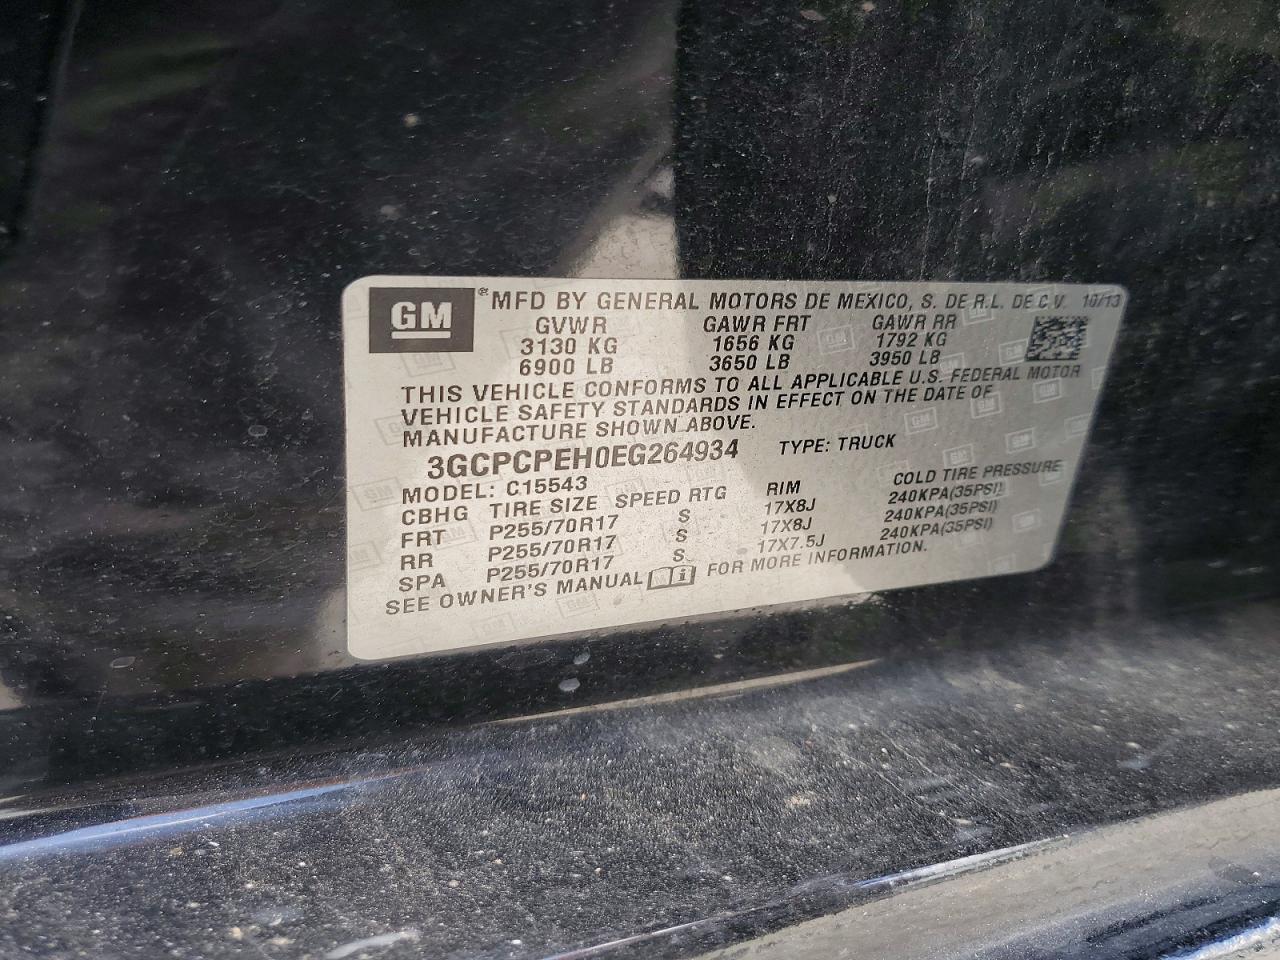 GM ® MFD BY GENERAL MOTORS DE MEXICO, S. DE R.L. DE C.V. 10/13
GVWR GAWR FRT GAWR RR
3130 KG 1656 KG 1792 KG
6900 LB 3650 LB 3950 LB
THIS VEHICLE CONFORMS TO ALL APPLICABLE U.S. FEDERAL MOTOR
VEHICLE SAFETY STANDARDS IN EFFECT ON THE DATE OF
MANUFACTURE SHOWN ABOVE.
3GCPCPEH0EG264934 TYPE: TRUCK
MODEL: C15543
CBHG TIRE SIZE SPEED RTG RIM COLD TIRE PRESSURE
FRT P255/70R17 S 17X8J 240KPA(35PSI)
RR P255/70R17 S 17X8J 240KPA(35PSI)
SPA P255/70R17 S 17X7.5J 240KPA(35PSI)
SEE OWNER'S MANUAL FOR MORE INFORMATION.